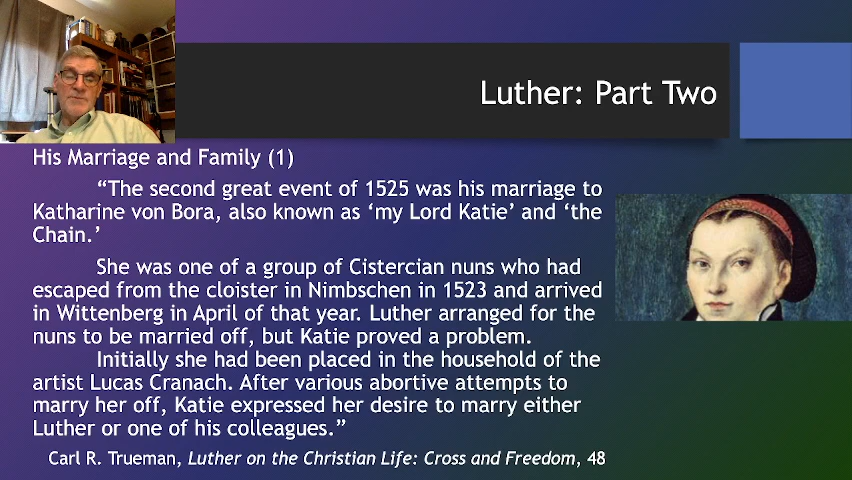 Luther: Part Two
His Marriage and Family (1)
“The second great event of 1525 was his marriage to
Katharine von Bora, also known as ‘my Lord Katie’ and ‘the
Chain.’
She was one of a group of Cistercian nuns who had
escaped from the cloister in Nimbschen in 1523 and arrived
in Wittenberg in April of that year. Luther arranged for the
nuns to be married off, but Katie proved a problem.
Initially she had been placed in the household of the
artist Lucas Cranach. After various abortive attempts to
marry her off, Katie expressed her desire to marry either
Luther or one of his colleagues.”
Carl R. Trueman, Luther on the Christian Life: Cross and Freedom, 48